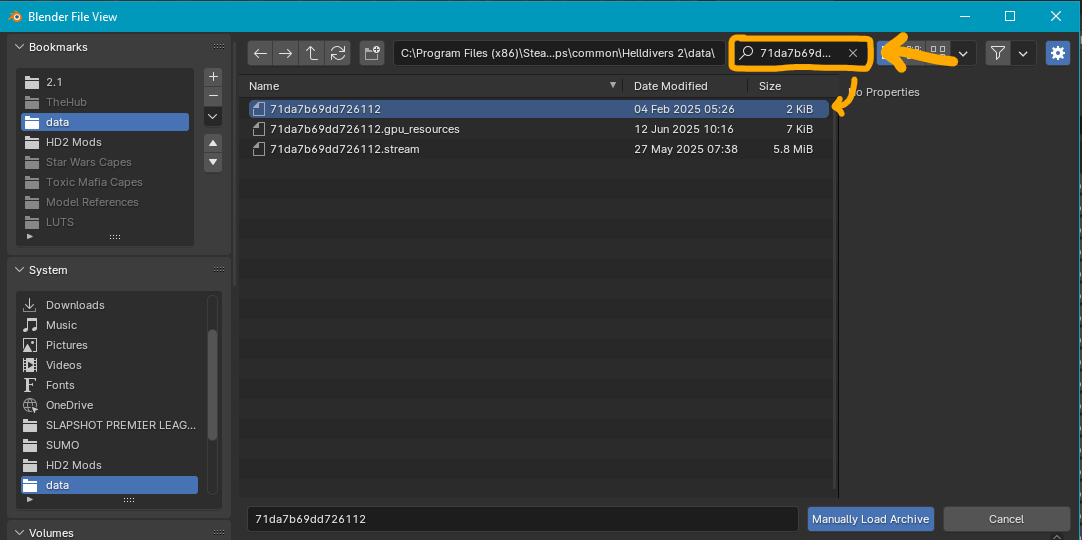 Blender File View
Bookmarks
2.1
TheHub
data
HD2 Mods
Star Wars Capes
Toxic Mafia Capes
Model References
LUTS
System
Downloads
Music
Pictures
Videos
Fonts
OneDrive
SLAPSHOT PREMIER LEAG...
SUMO
HD2 Mods
data
Volumes
C:\Program Files (x86)\Stea...ps\common\Helldivers 2\data\
71da7b69d...
Name Date Modified Size
71da7b69dd726112 04 Feb 2025 05:26 2 KiB
71da7b69dd726112.gpu_resources 12 Jun 2025 10:16 7 KiB
71da7b69dd726112.stream 27 May 2025 07:38 5.8 MiB
o Properties
71da7b69dd726112
Manually Load Archive
Cancel